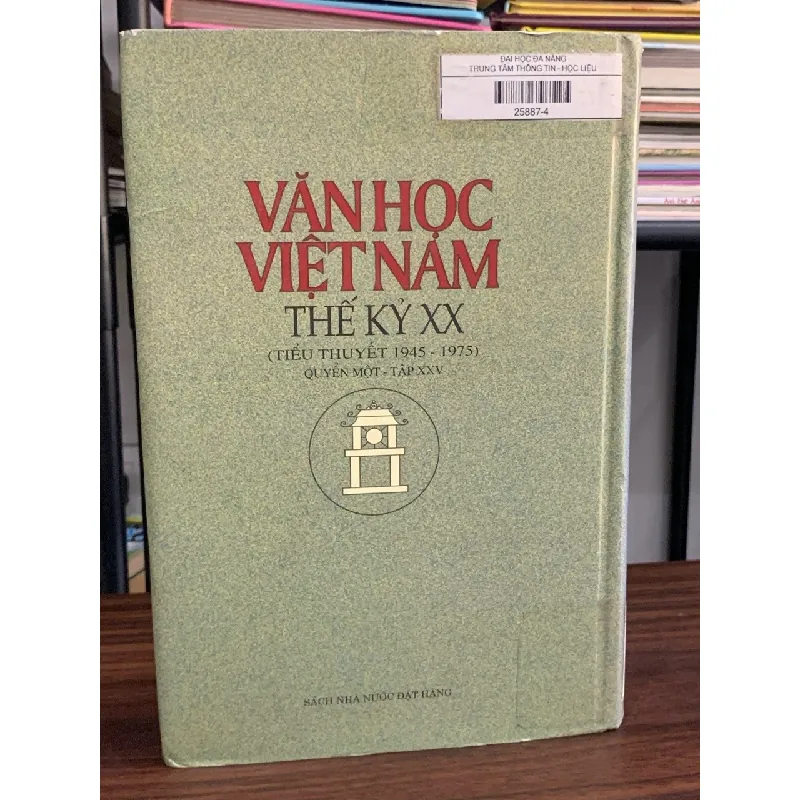 ĐẠI HỌC ĐÀ NẴNG
TRUNG TÂM THÔNG TIN - HỌC LIỆU
25887-4
VĂN HỌC
VIỆT NAM
THẾ KỶ XX
(TIỂU THUYẾT 1945 - 1975)
QUYỂN MỘT - TẬP XXV
SÁCH NHÀ NƯỚC ĐẶT HÀNG